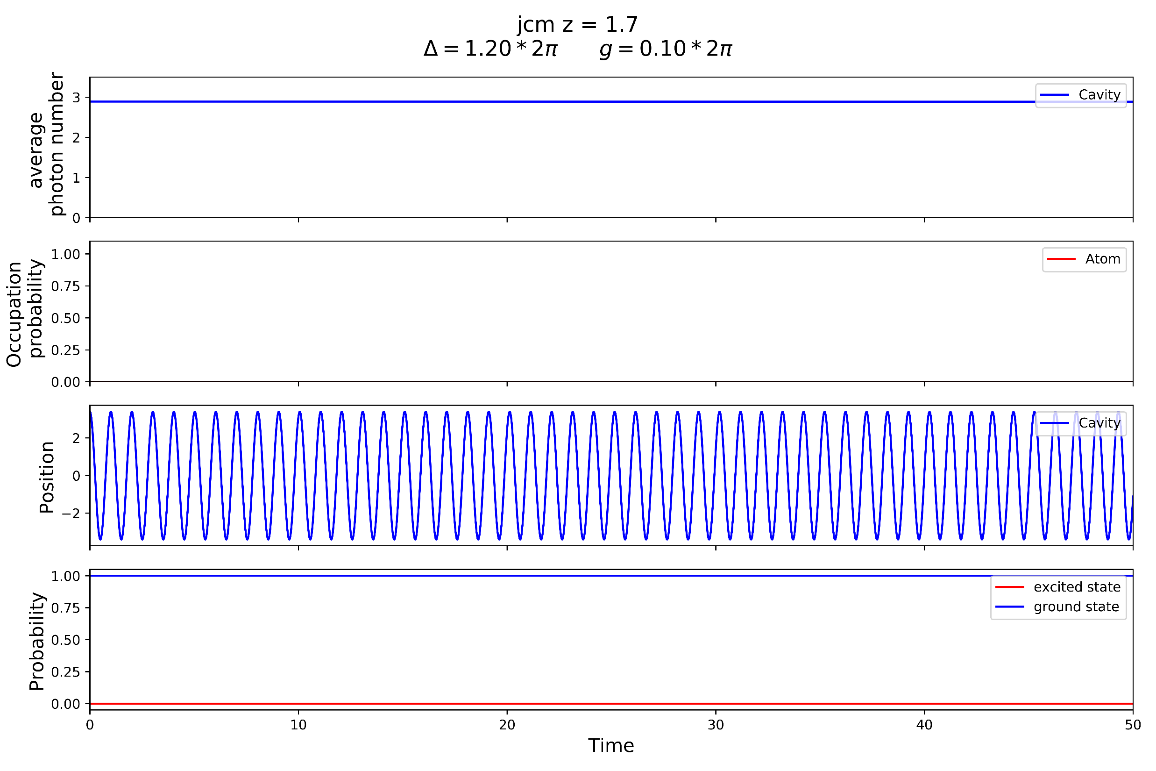 jcm z = 1.7
Δ = 1.20 * 2π g = 0.10 * 2π
average
photon number
3
2
1
0
Cavity
Occupation
probability
1.00
0.75
0.50
0.25
0.00
Atom
Position
2
0
−2
Cavity
Probability
1.00
0.75
0.50
0.25
0.00
excited state
ground state
0 10 20 30 40 50
Time